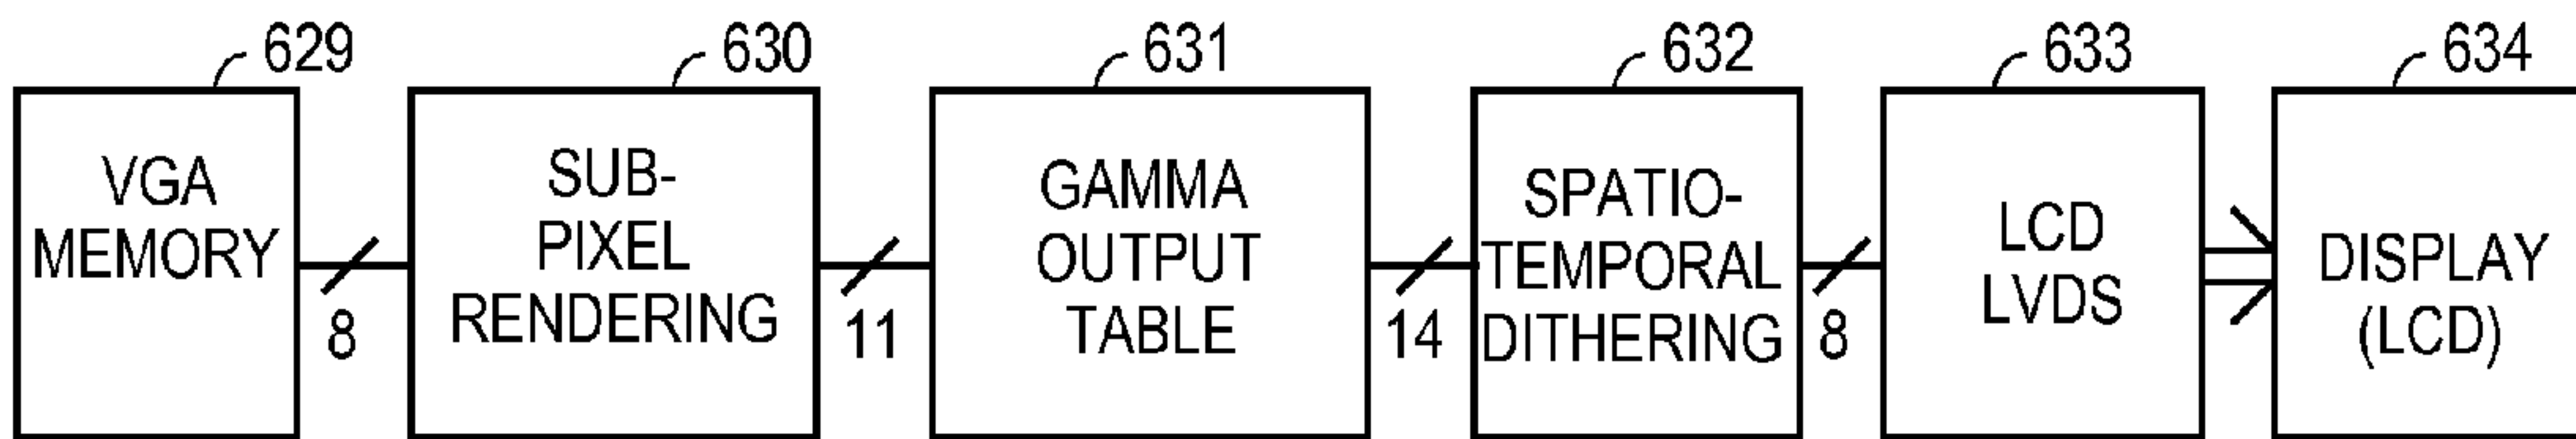 629
630
631
632
633
634
VGA
MEMORY
8
SUB-
PIXEL
RENDERING
11
GAMMA
OUTPUT
TABLE
14
SPATIO-
TEMPORAL
DITHERING
8
LCD
LVDS
DISPLAY
(LCD)